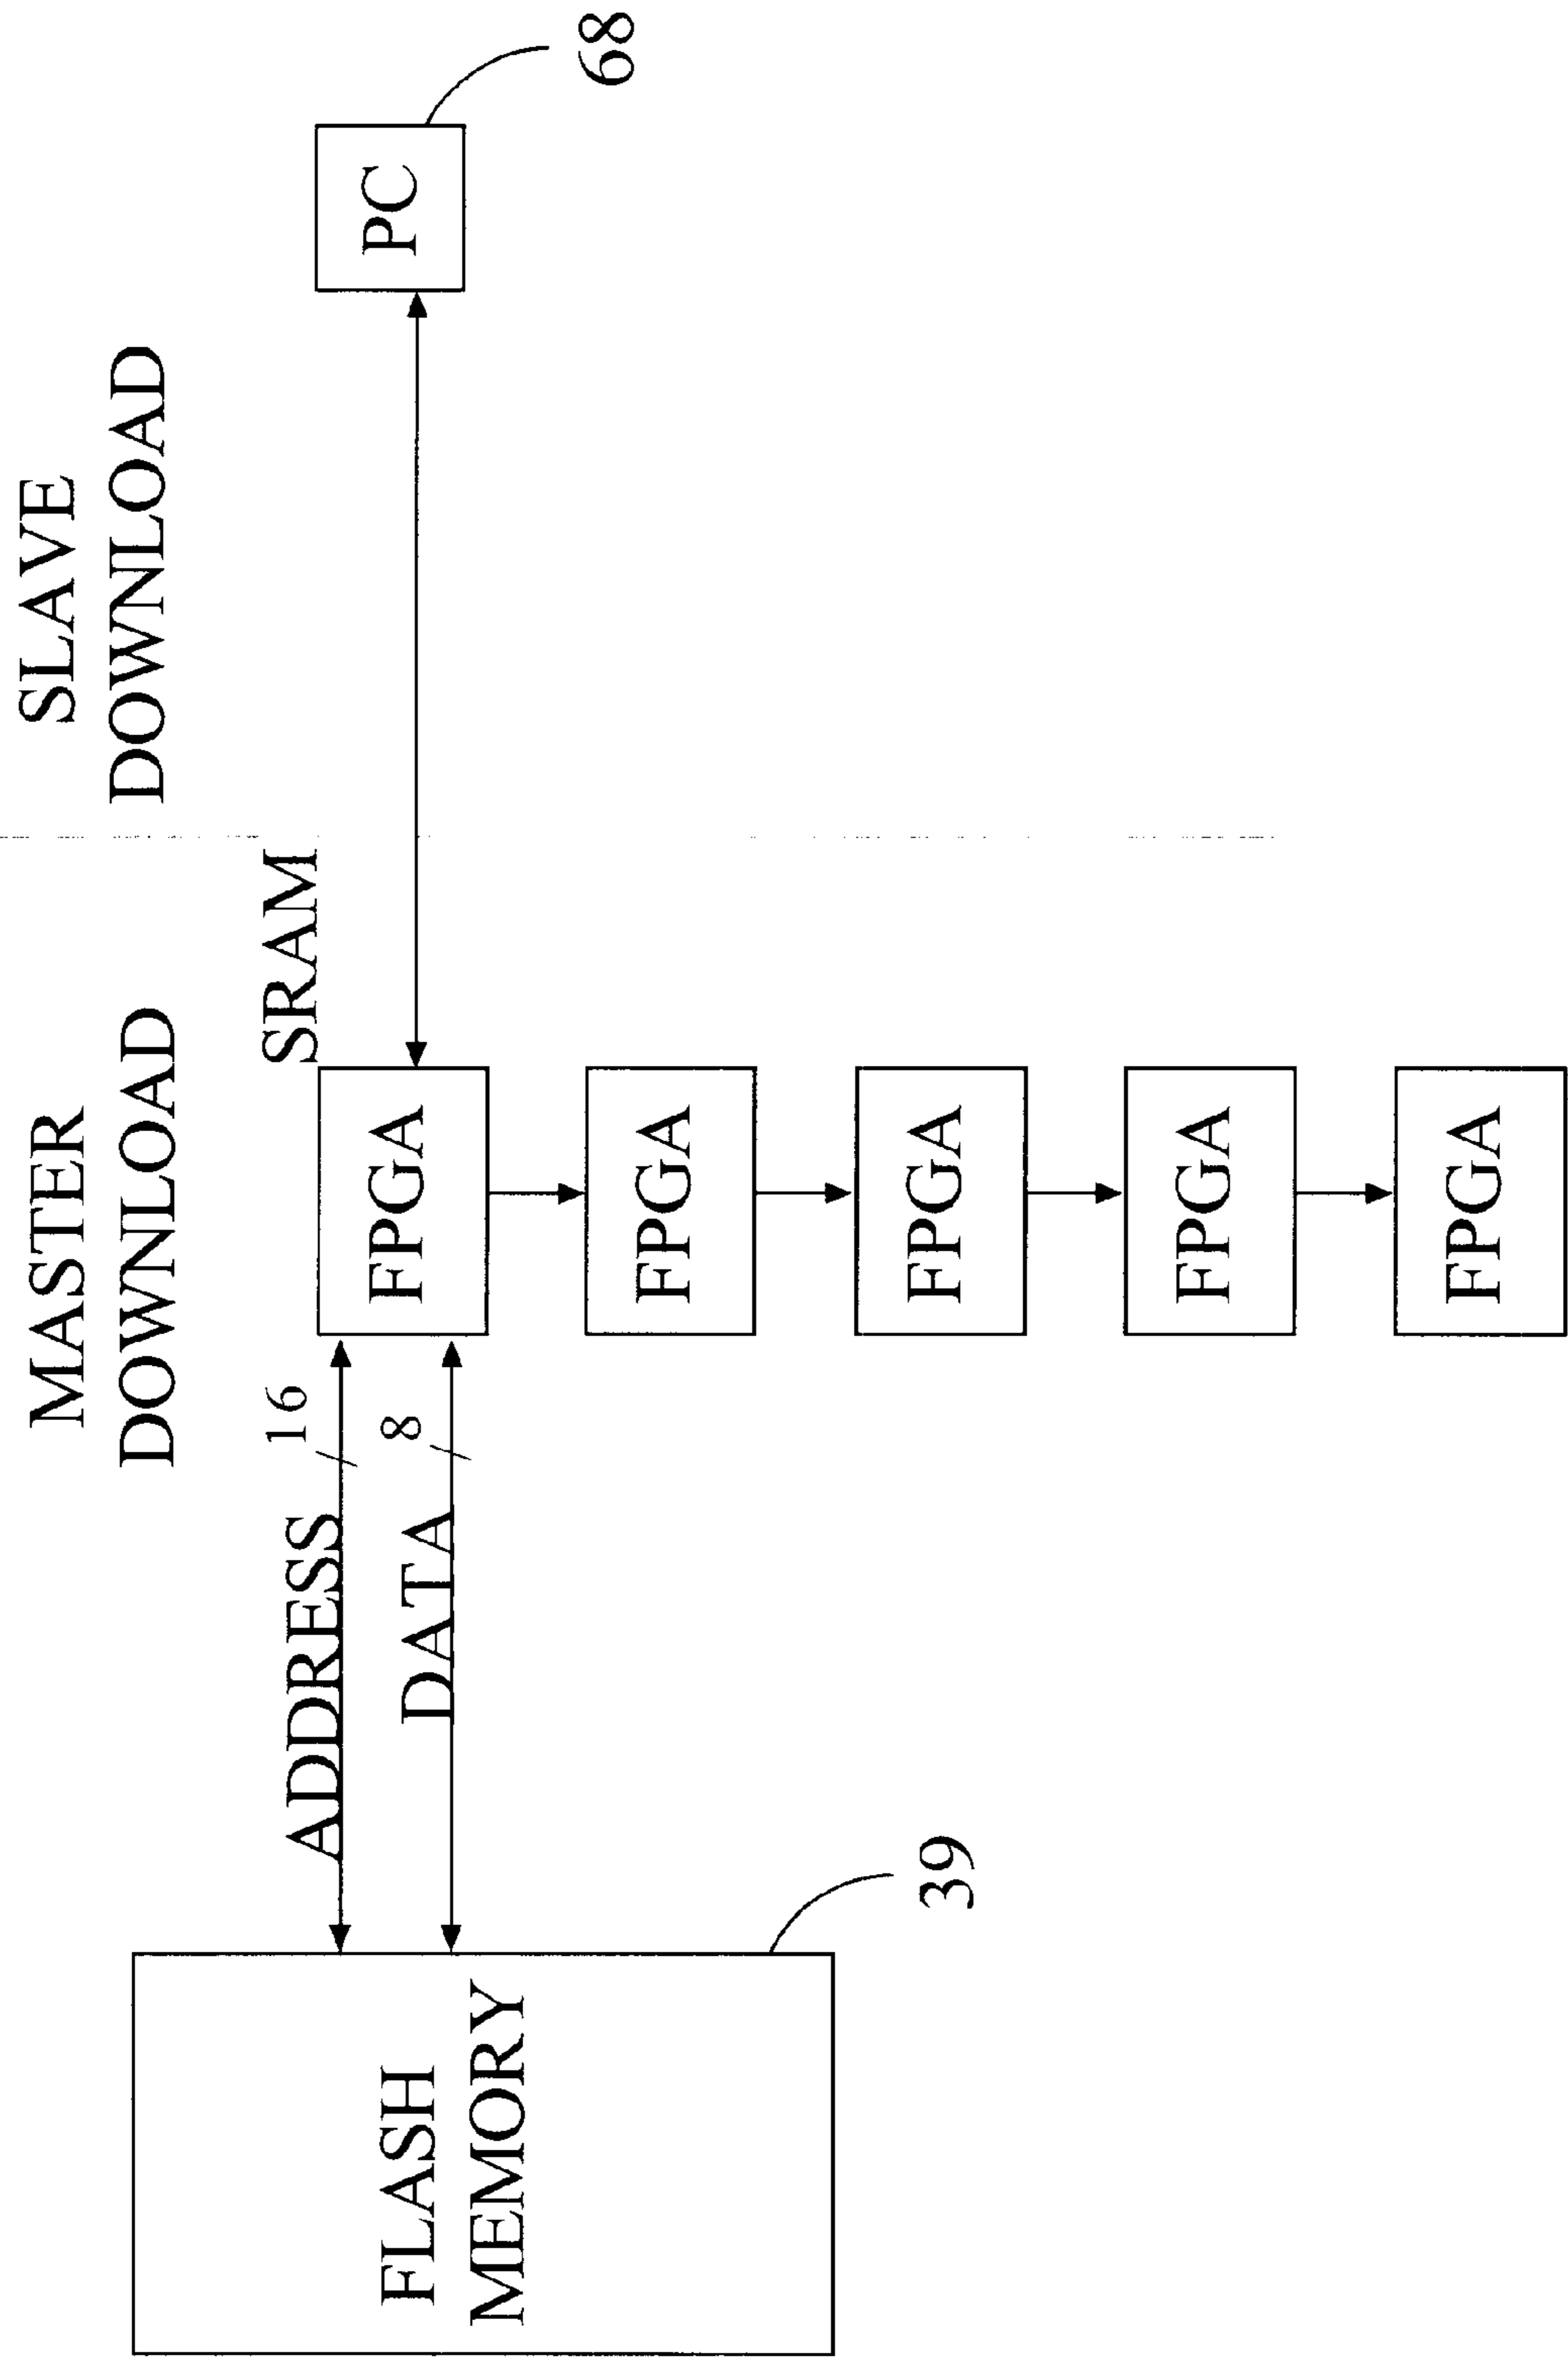 MASTER
DOWNLOAD
SLAVE
DOWNLOAD
SRAM
ADDRESS
16
DATA
8
FLASH
MEMORY
39
FPGA
FPGA
FPGA
FPGA
FPGA
PC
68